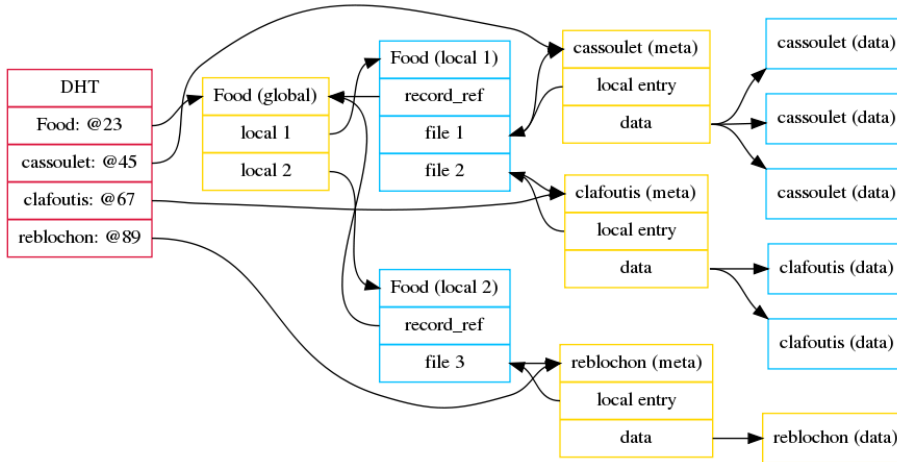 DHT
Food: @23
cassoulet: @45
clafoutis: @67
reblochon: @89
Food (global)
local 1
local 2
Food (local 1)
record_ref
file 1
file 2
Food (local 2)
record_ref
file 3
cassoulet (meta)
local entry
data
clafoutis (meta)
local entry
data
reblochon (meta)
local entry
data
cassoulet (data)
cassoulet (data)
cassoulet (data)
clafoutis (data)
clafoutis (data)
reblochon (data)